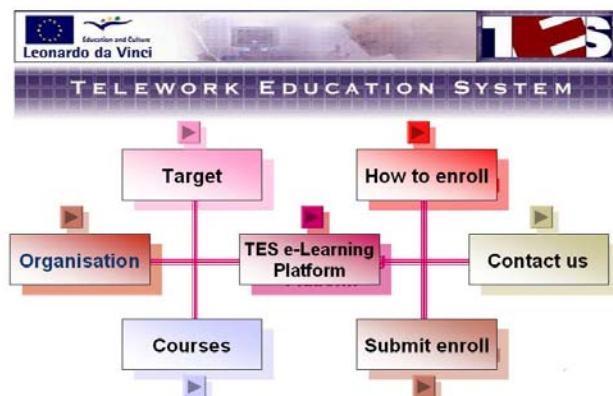 Education and Culture
Leonardo da Vinci
TES
TELEWORK EDUCATION SYSTEM
Target
How to enroll
Organisation
TES e-Learning
Platform
Contact us
Courses
Submit enroll